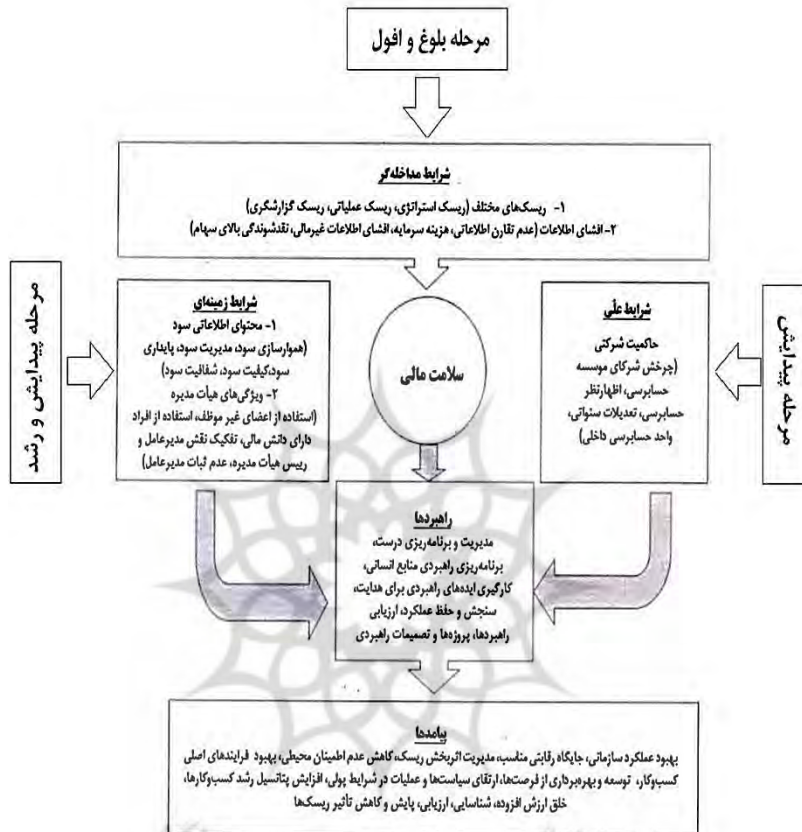 مرحله بلوغ و افول
شرایط مداخله‌گر
۱- ریسک‌های مختلف (ریسک استراتژی، ریسک عملیاتی، ریسک گزارشگری)
۲- افشای اطلاعات (عدم تقارن اطلاعاتی، هزینه سرمایه، افشای اطلاعات غیرمالی، نقدشوندگی بالای سهام)
مرحله پیدایش
شرایط علّی
حاکمیت شرکتی
(چرخش شرکای موسسه
حسابرسی، اظهارنظر
حسابرسی، تعدیلات سنواتی،
واحد حسابرسی داخلی)
سلامت مالی
شرایط زمینه‌ای
۱- محتوای اطلاعاتی سود
(هموارسازی سود، مدیریت سود، پایداری
سود، کیفیت سود، شفافیت سود)
۲- ویژگی‌های هیأت مدیره
(استفاده از اعضای غیر موظف، استفاده از افراد
دارای دانش مالی، تفکیک نقش مدیرعامل و
رییس هیأت مدیره، عدم ثبات مدیرعامل)
مرحله پیدایش و رشد
راهبردها
مدیریت و برنامه‌ریزی درست،
برنامه‌ریزی راهبردی منابع انسانی،
کارگیری ایده‌های راهبردی برای هدایت،
سنجش و حفظ عملکرد، ارزیابی
راهبردها، پروژه‌ها و تصمیمات راهبردی
پیامدها
بهبود عملکرد سازمانی، جایگاه رقابتی مناسب، مدیریت اثربخش ریسک، کاهش عدم اطمینان محیطی، بهبود فرایندهای اصلی
کسب‌وکار، توسعه و بهره‌برداری از فرصت‌ها، ارتقای سیاست‌ها و عملیات در شرایط پولی، افزایش پتانسیل رشد کسب‌وکارها،
خلق ارزش افزوده، شناسایی، ارزیابی، پایش و کاهش تأثیر ریسک‌ها